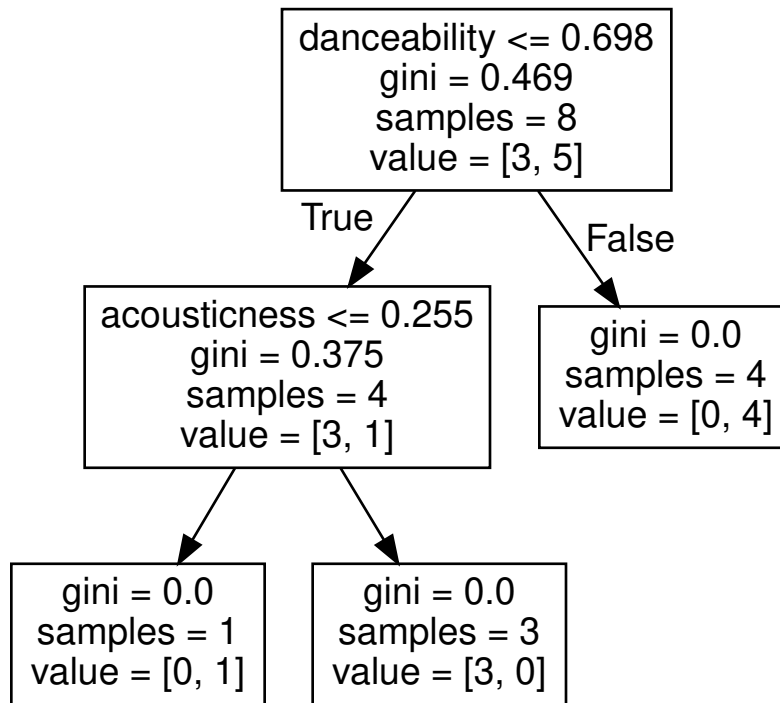 danceability <= 0.698
gini = 0.469
samples = 8
value = [3, 5]
True
False
acousticness <= 0.255
gini = 0.375
samples = 4
value = [3, 1]
gini = 0.0
samples = 4
value = [0, 4]
gini = 0.0
samples = 1
value = [0, 1]
gini = 0.0
samples = 3
value = [3, 0]